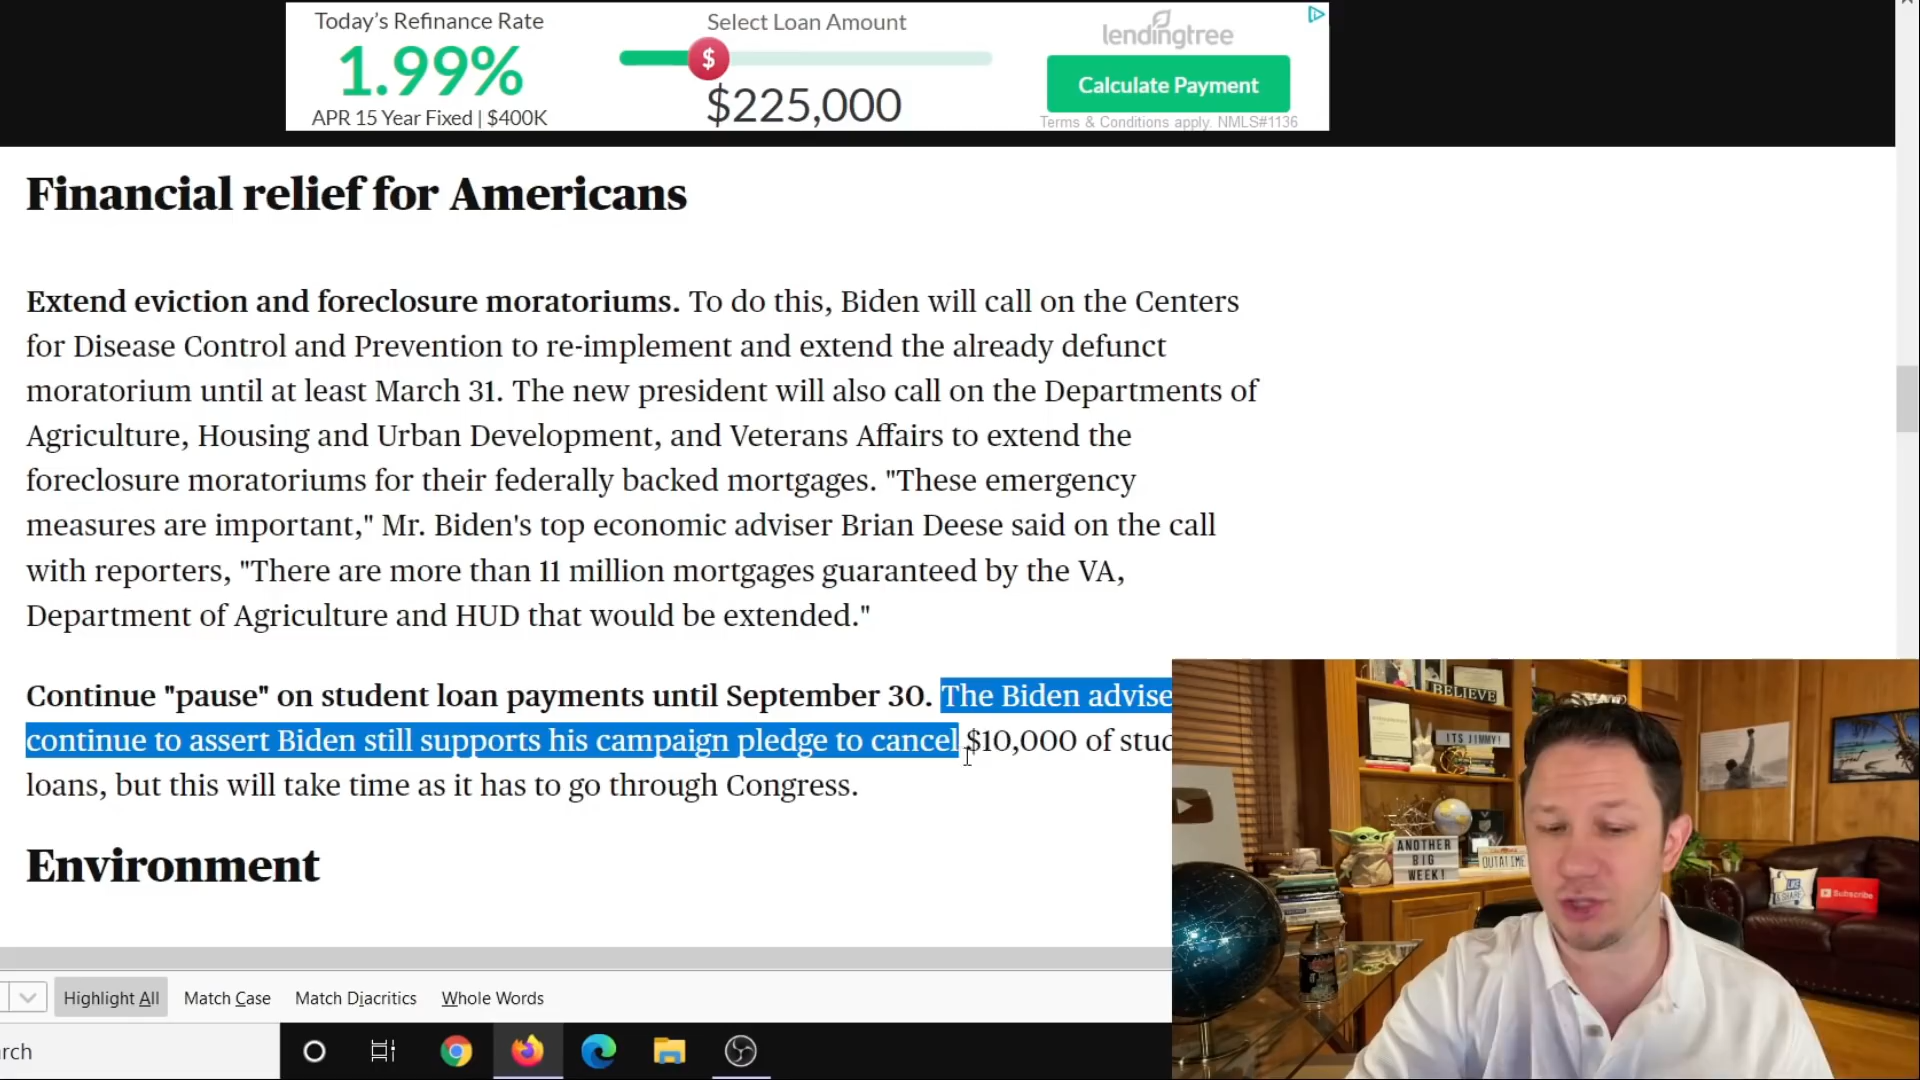 Today's Refinance Rate
1.99%
APR 15 Year Fixed | $400K
Select Loan Amount
$
$225,000
lendingtree
Calculate Payment
Terms & Conditions apply. NMLS#1136
Financial relief for Americans
Extend eviction and foreclosure moratoriums. To do this, Biden will call on the Centers
for Disease Control and Prevention to re-implement and extend the already defunct
moratorium until at least March 31. The new president will also call on the Departments of
Agriculture, Housing and Urban Development, and Veterans Affairs to extend the
foreclosure moratoriums for their federally backed mortgages. "These emergency
measures are important," Mr. Biden's top economic adviser Brian Deese said on the call
with reporters, "There are more than 11 million mortgages guaranteed by the VA,
Department of Agriculture and HUD that would be extended."
Continue "pause" on student loan payments until September 30. The Biden advise
continue to assert Biden still supports his campaign pledge to cancel $10,000 of stud
loans, but this will take time as it has to go through Congress.
Environment
BELIEVE
ITS JIMMY!
ANOTHER
BIG
WEEK!
OUTATIME
LIKE
& SHARE
Subscribe
Highlight All Match Case Match Diacritics Whole Words
rch